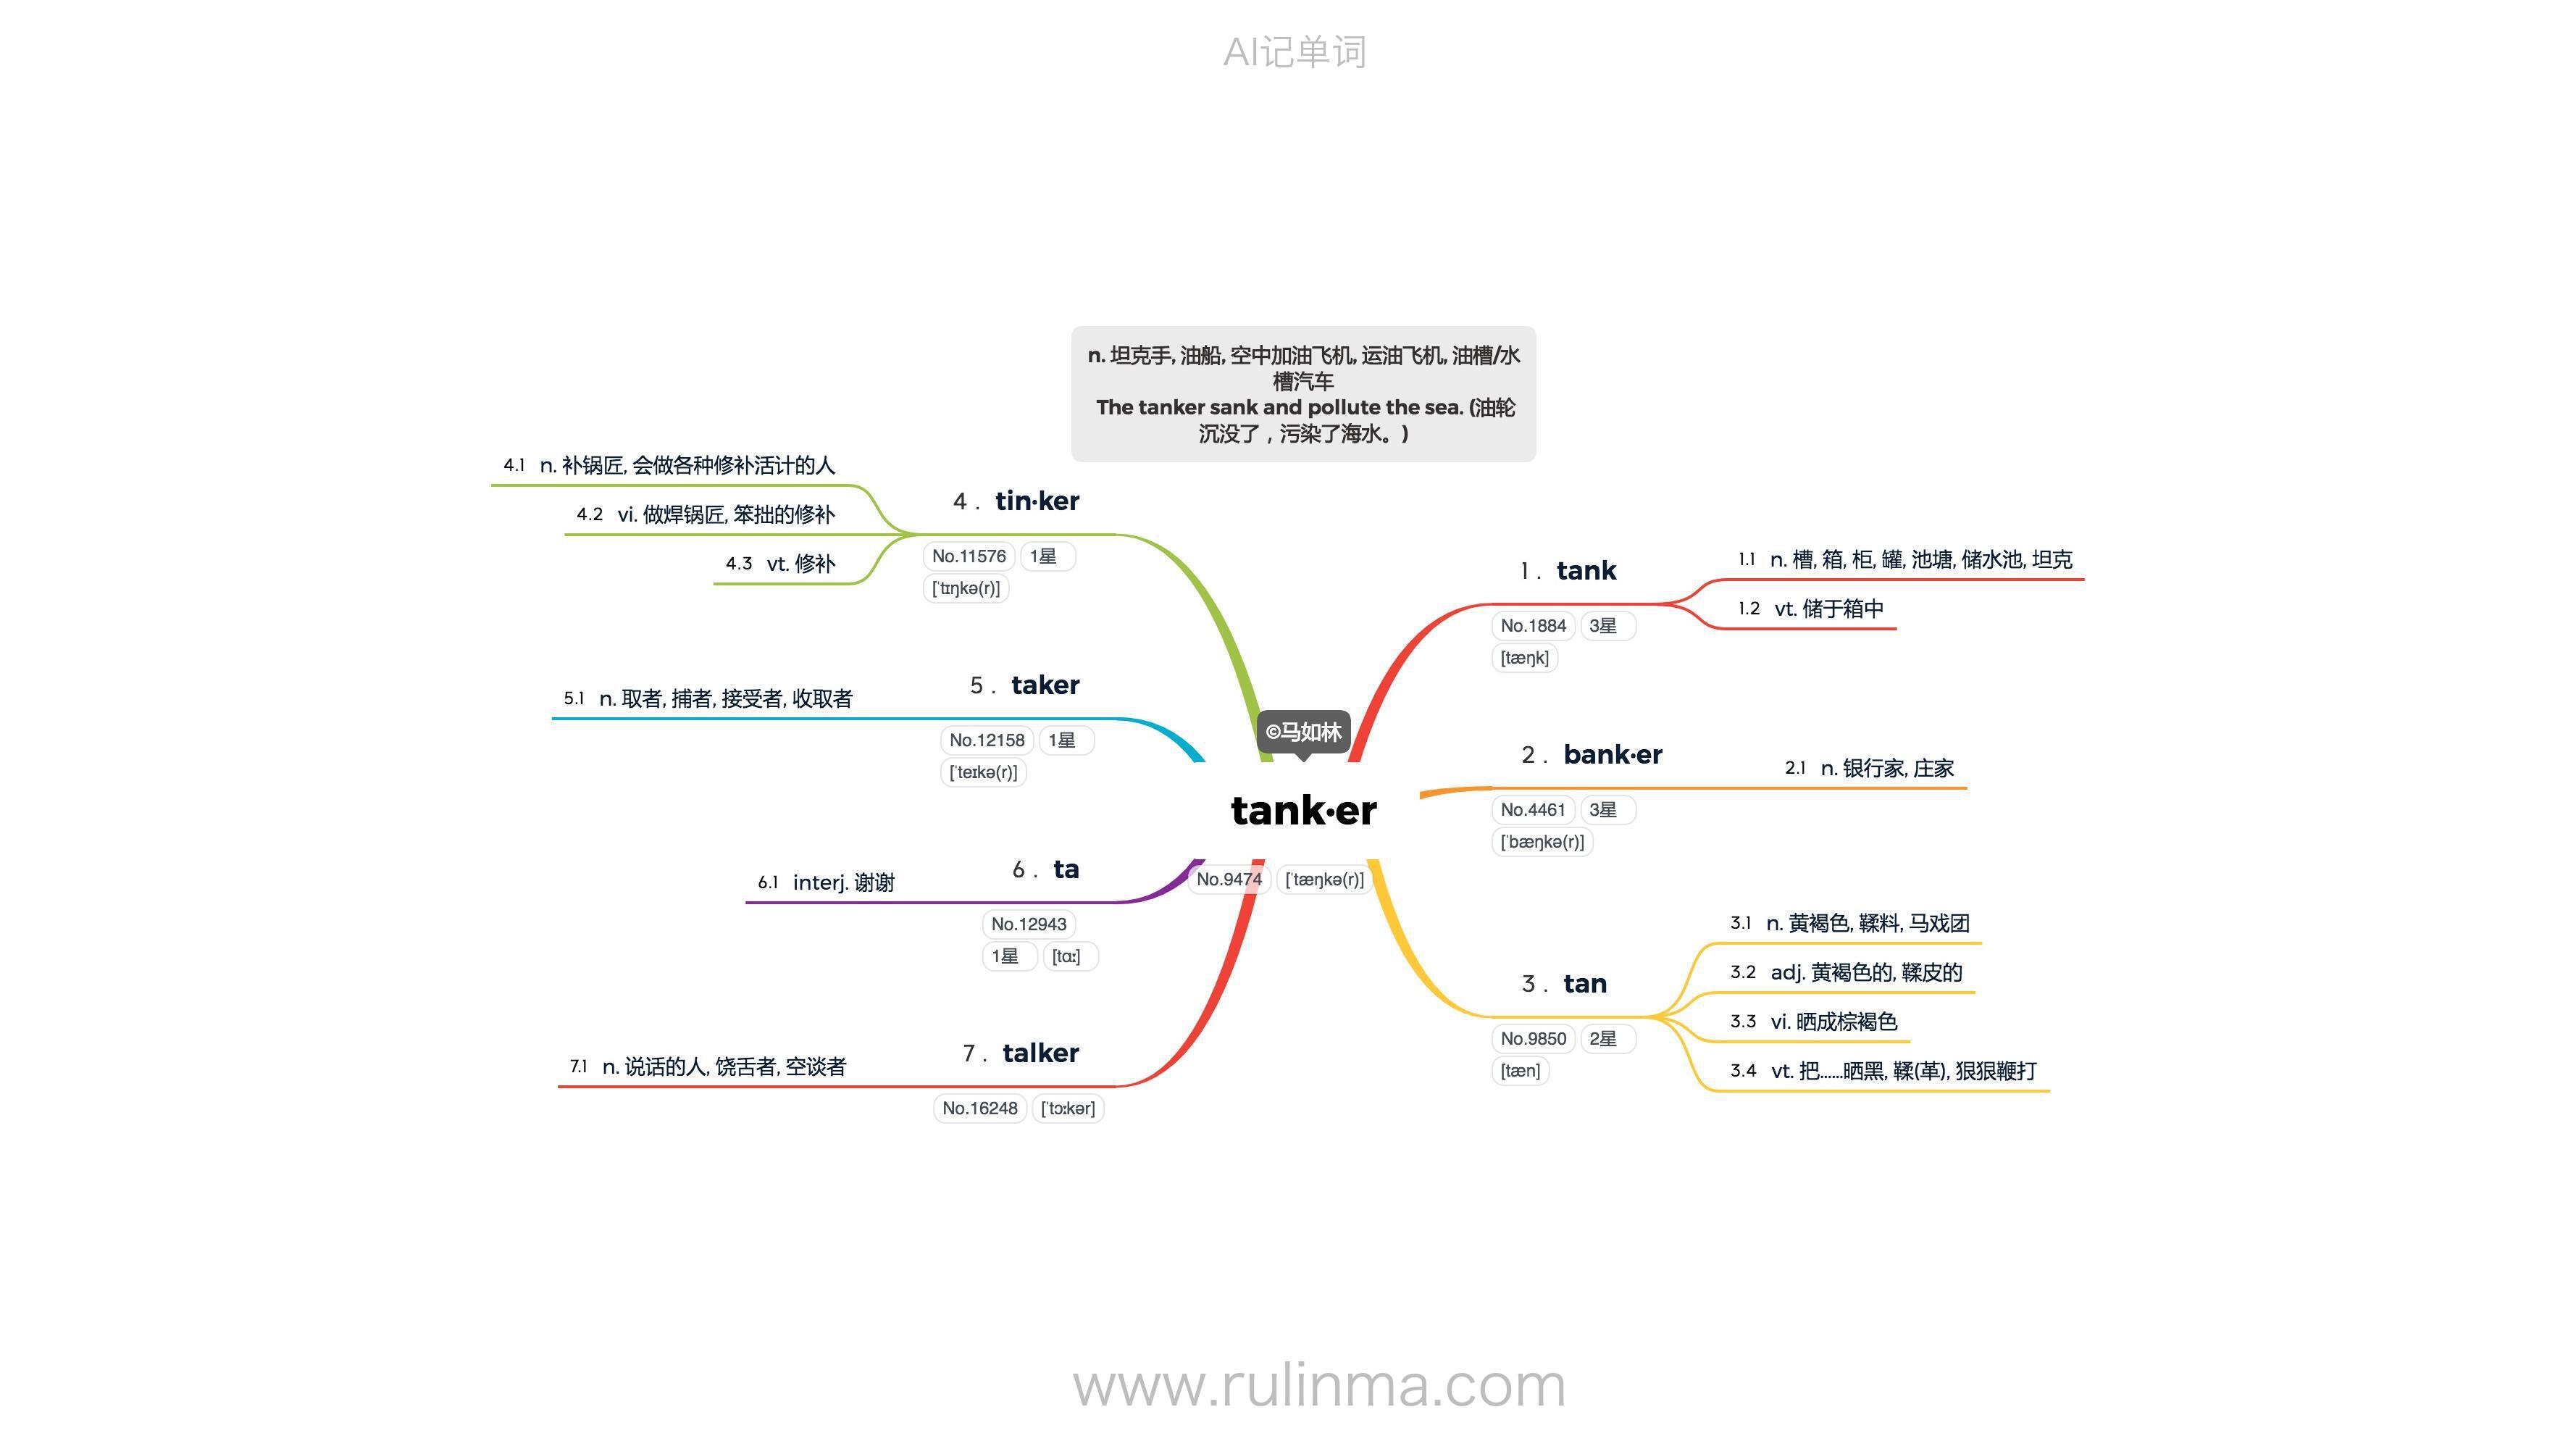 AI记单词
n. 坦克手, 油船, 空中加油飞机, 运油飞机, 油槽/水
槽汽车
The tanker sank and pollute the sea. (油轮
沉没了，污染了海水。)
©马如林
tank·er
No.9474 [ˈtæŋkə(r)]
1. tank
No.1884 3星
[tæŋk]
1.1 n. 槽, 箱, 柜, 罐, 池塘, 储水池, 坦克
1.2 vt. 储于箱中
2. bank·er
No.4461 3星
[ˈbæŋkə(r)]
2.1 n. 银行家, 庄家
3. tan
No.9850 2星
[tæn]
3.1 n. 黄褐色, 鞣料, 马戏团
3.2 adj. 黄褐色的, 鞣皮的
3.3 vi. 晒成棕褐色
3.4 vt. 把……晒黑, 鞣(革), 狠狠鞭打
4. tin·ker
No.11576 1星
[ˈtɪŋkə(r)]
4.1 n. 补锅匠, 会做各种修补活计的人
4.2 vi. 做焊锅匠, 笨拙的修补
4.3 vt. 修补
5. taker
No.12158 1星
[ˈteɪkə(r)]
5.1 n. 取者, 捕者, 接受者, 收取者
6. ta
No.12943
1星 [tɑː]
6.1 interj. 谢谢
7. talker
No.16248 [ˈtɔːkər]
7.1 n. 说话的人, 饶舌者, 空谈者
www.rulinma.com